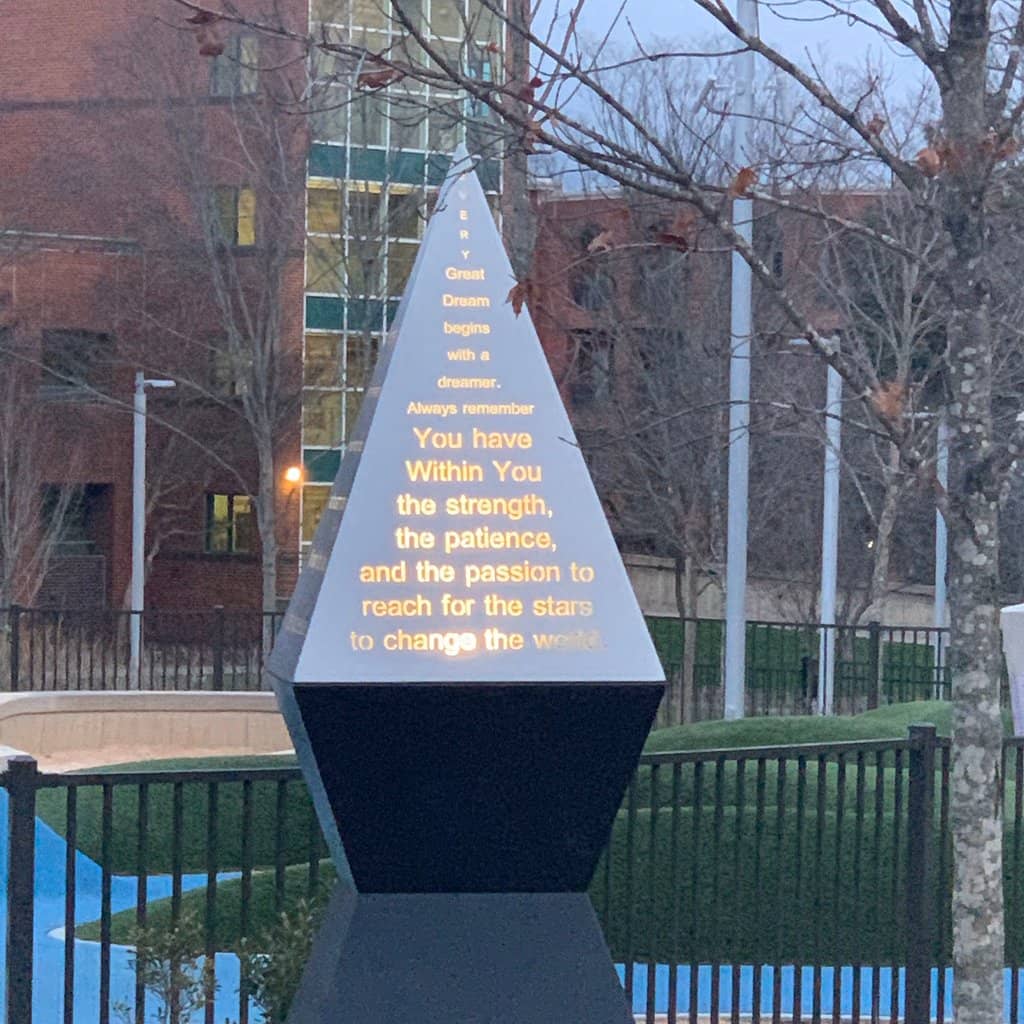 E
R
Y
Great
Dream
begins
with a
dreamer.
Always remember
You have
Within You
the strength,
the patience,
and the passion to
reach for the stars
to change the world.